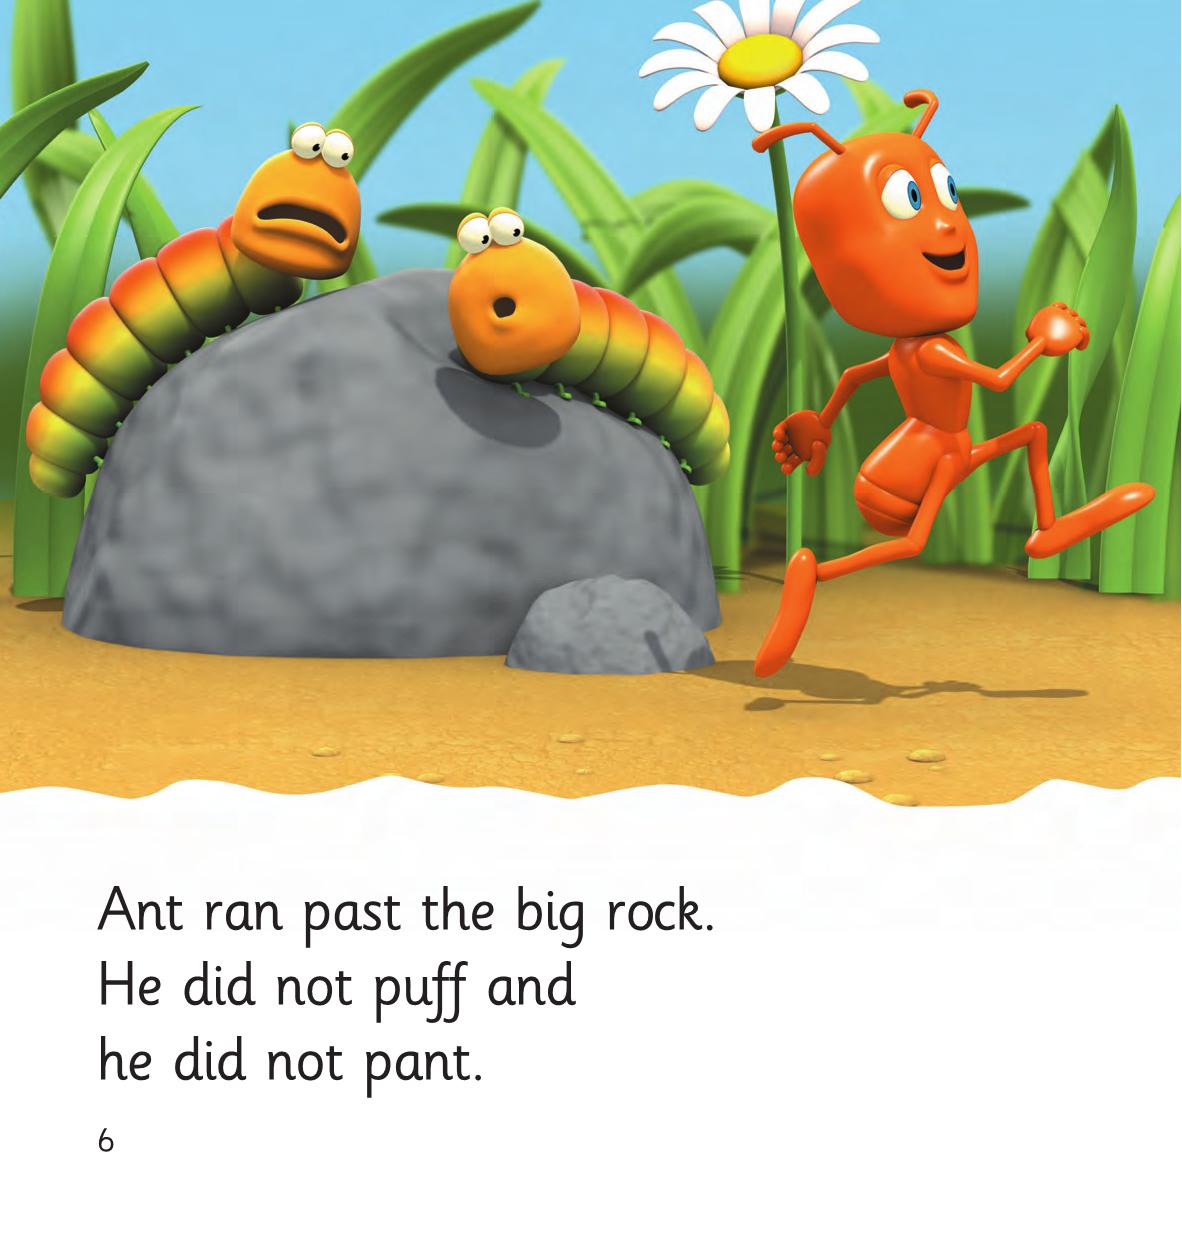 Ant ran past the big rock.
He did not puff and
he did not pant.
6